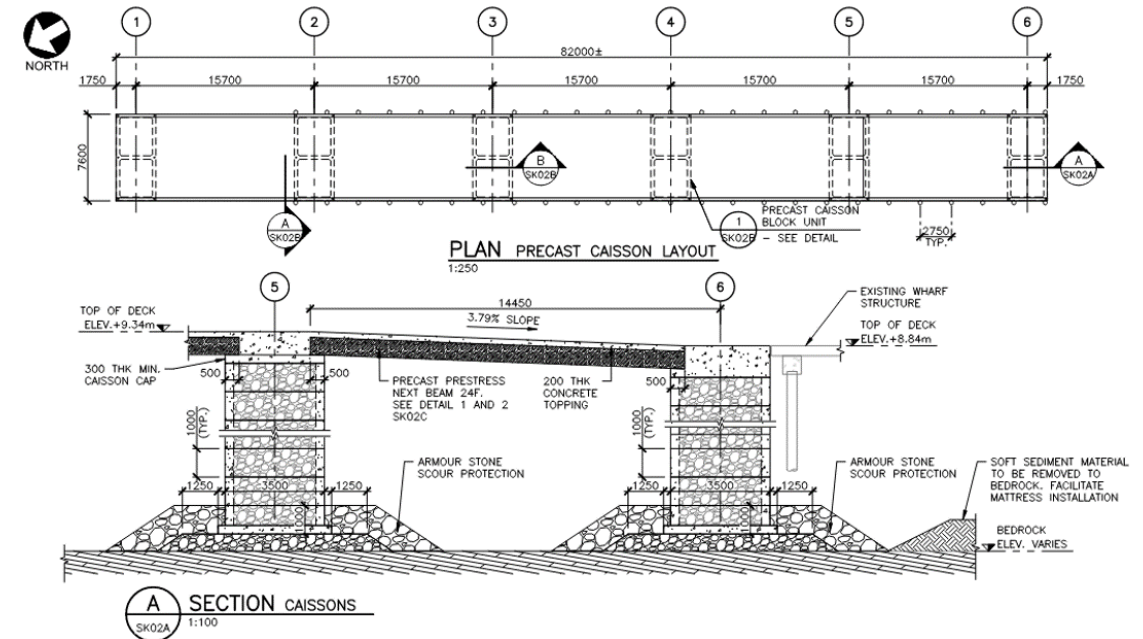 1 2 3 4 5 6
NORTH
82000±
1750 15700 15700 15700 15700 15700 1750
7600
B
SK02B
A
SK02A
A
SK02B
1
SK02B
PRECAST CAISSON
BLOCK UNIT
- SEE DETAIL
2750
TYP.
PLAN PRECAST CAISSON LAYOUT
1:250
5 6
14450
3.79% SLOPE
TOP OF DECK
ELEV.+9.34m
EXISTING WHARF
STRUCTURE
TOP OF DECK
ELEV.+8.84m
300 THK MIN.
CAISSON CAP
500 500
PRECAST PRESTRESS
NEXT BEAM 24F.
SEE DETAIL 1 AND 2
SK02C
200 THK
CONCRETE
TOPPING
500
1000
(TYP.)
1000
(TYP.)
ARMOUR STONE
SCOUR PROTECTION
ARMOUR STONE
SCOUR PROTECTION
SOFT SEDIMENT MATERIAL
TO BE REMOVED TO
BEDROCK. FACILITATE
MATTRESS INSTALLATION
1250 3500 1250
1250 3500 1250
BEDROCK
ELEV. VARIES
A
SK02A
SECTION CAISSONS
1:100